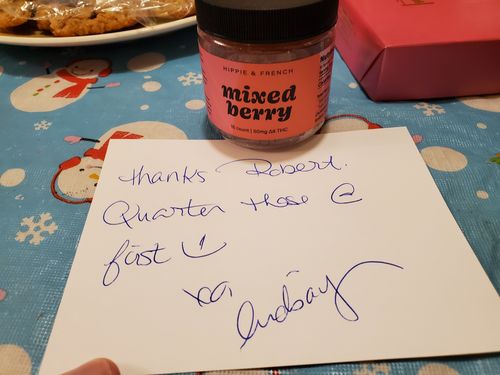 HIPPIE & FRENCH
mixed
berry
thanks Robert.
Quarter those @
first
xo,
Lindsay